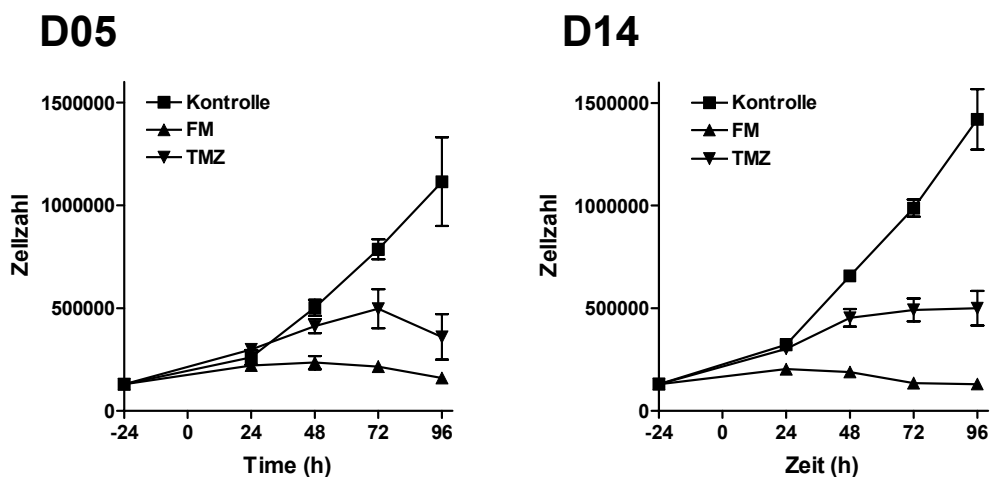 D05
Kontrolle
FM
TMZ
Zellzahl
1500000
1000000
500000
0
-24 0 24 48 72 96
Time (h)
D14
Kontrolle
FM
TMZ
Zellzahl
1500000
1000000
500000
0
-24 0 24 48 72 96
Zeit (h)